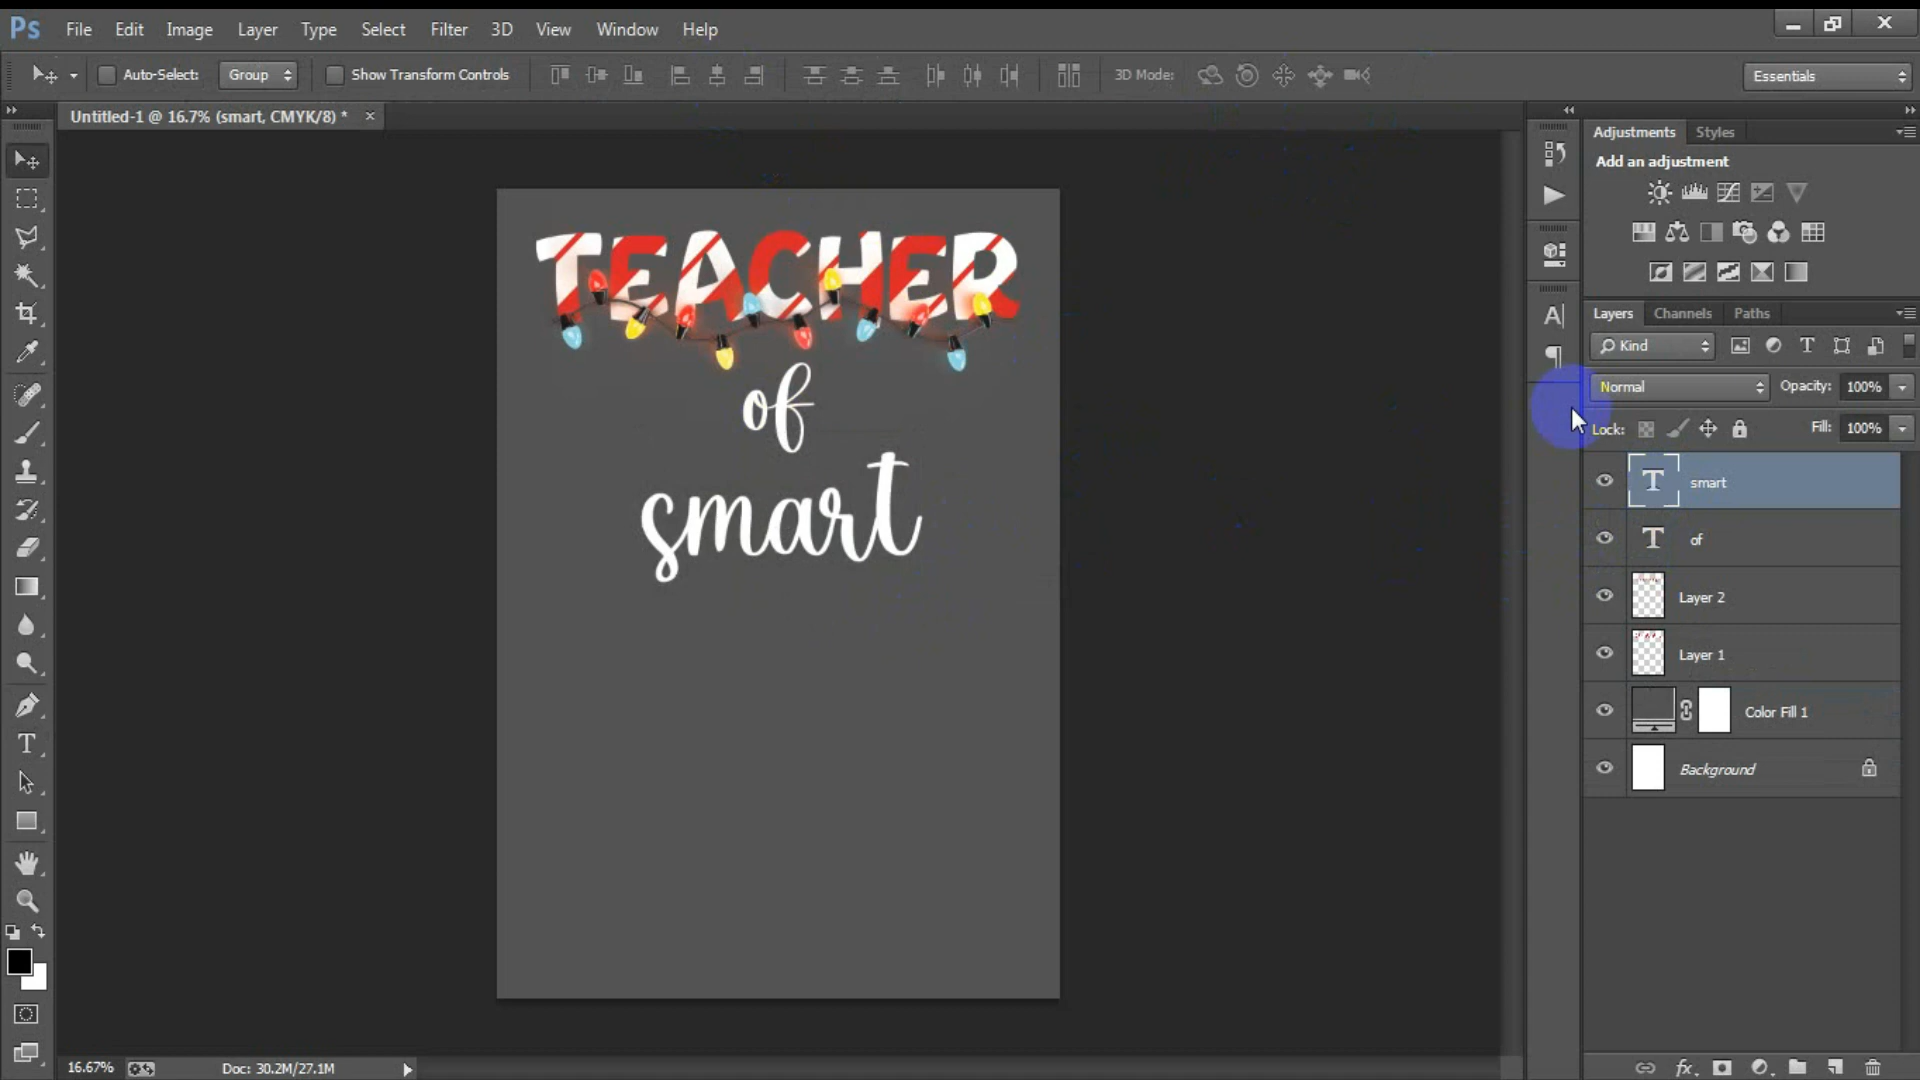 Ps File Edit Image Layer Type Select Filter 3D View Window Help
Auto-Select: Group Show Transform Controls 3D Mode: Essentials
Untitled-1 @ 16.7% (smart, CMYK/8) * ×
Adjustments Styles
Add an adjustment
TEACHER
of
smart
Layers Channels Paths
Kind
Normal Opacity: 100%
Lock: Fill: 100%
smart
of
Layer 2
Layer 1
Color Fill 1
Background
16.67% Doc: 30.2M/27.1M